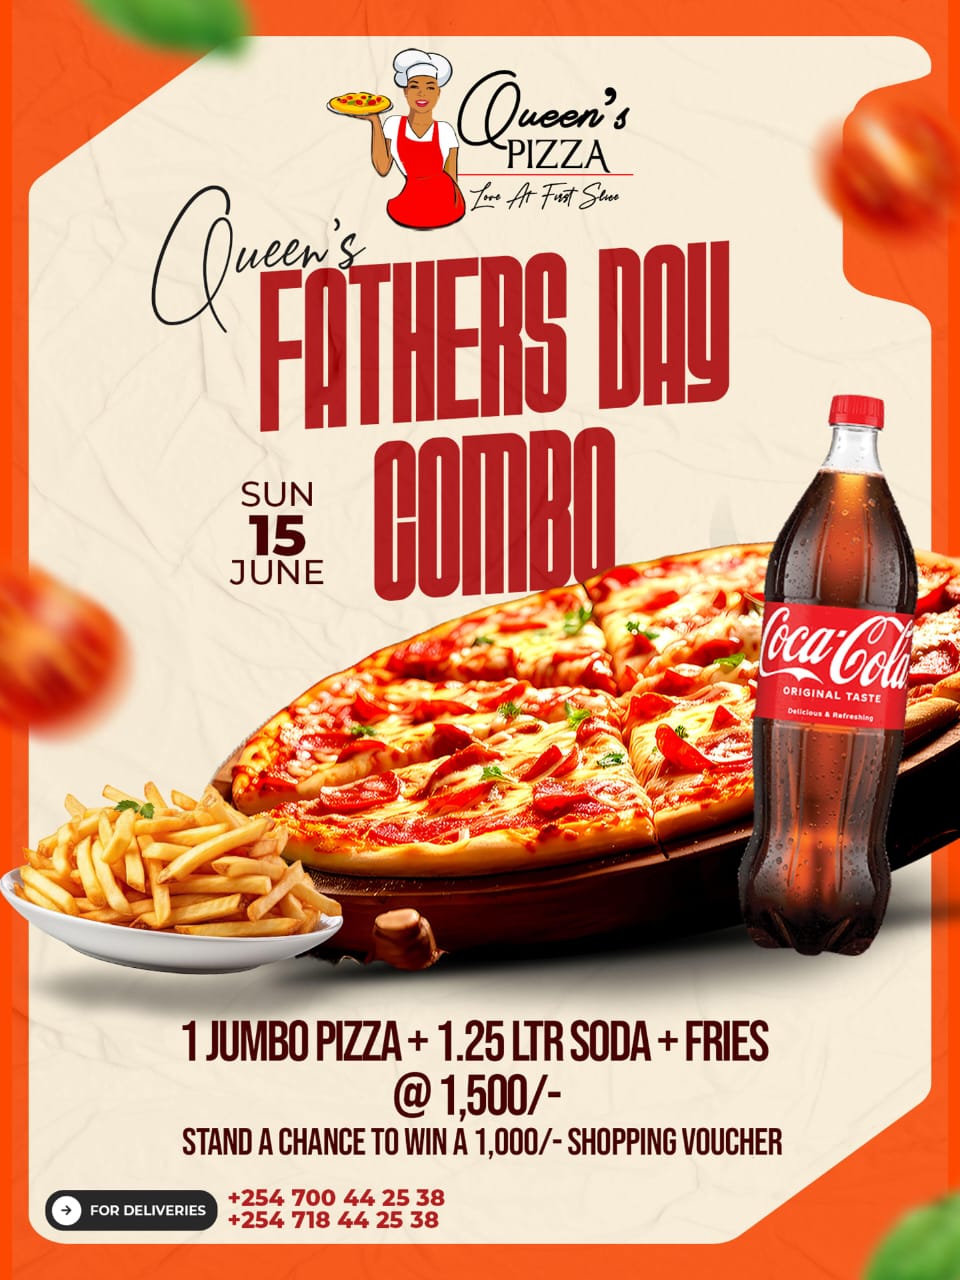 Queen's
PIZZA
Love At First Slice
Queen's
FATHERS DAY
COMBO
SUN
15
JUNE
Coca-Cola
ORIGINAL TASTE
Delicious & Refreshing
1 JUMBO PIZZA + 1.25 LTR SODA + FRIES
@ 1,500/-
STAND A CHANCE TO WIN A 1,000/- SHOPPING VOUCHER
FOR DELIVERIES
+254 700 44 25 38
+254 718 44 25 38